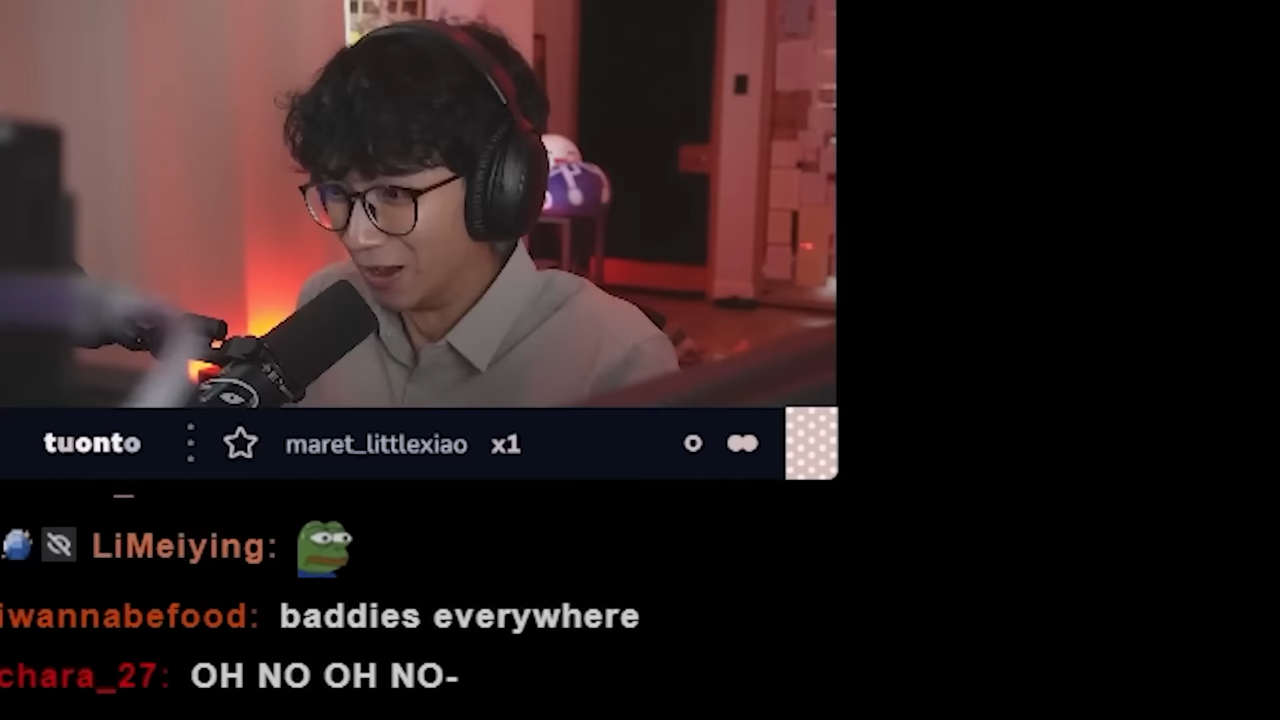 tuonto maret_littlexiao x1
LiMeiying:
iwannabefood: baddies everywhere
chara_27: OH NO OH NO-